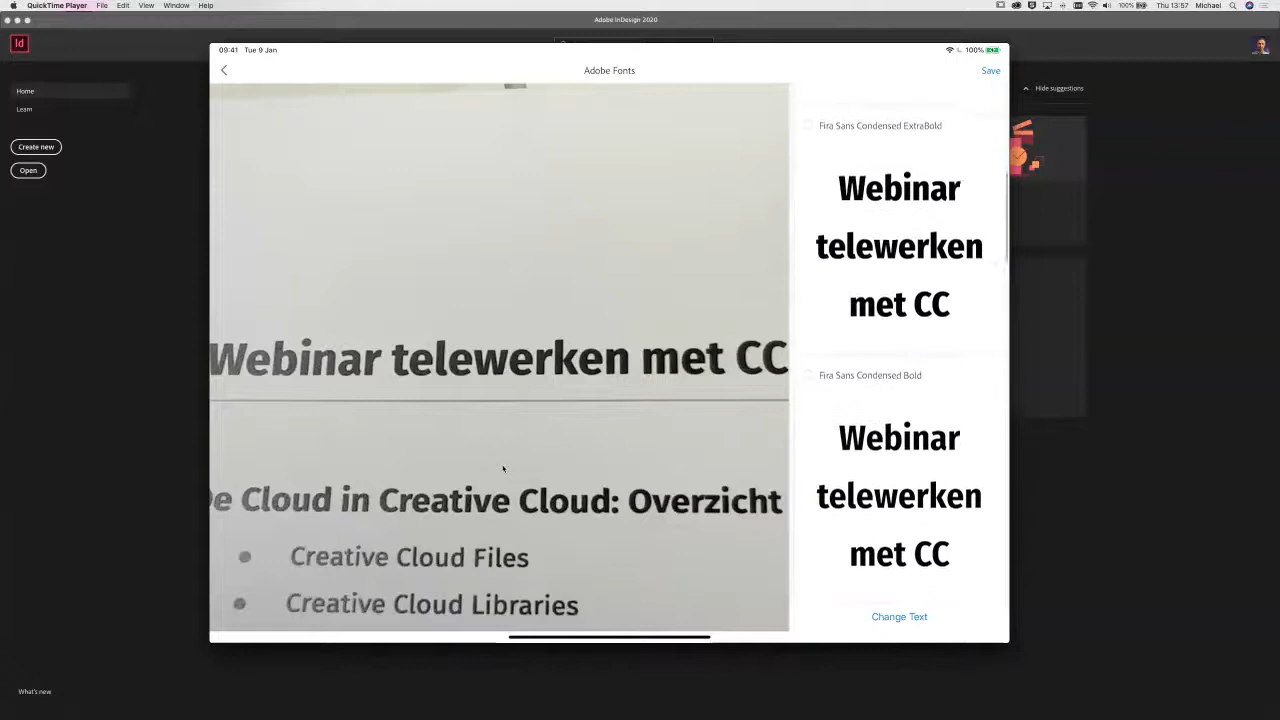 QuickTime Player File Edit View Window Help
100% Thu 13:57 Michael
Adobe InDesign 2020
Id
Home
Learn
Create new
Open
What's new
Hide suggestions
09:41 Tue 9 Jan
100%
Adobe Fonts
Save
Webinar telewerken met CC
De Cloud in Creative Cloud: Overzicht
• Creative Cloud Files
• Creative Cloud Libraries
Fira Sans Condensed ExtraBold
Webinar
telewerken
met CC
Fira Sans Condensed Bold
Webinar
telewerken
met CC
Change Text